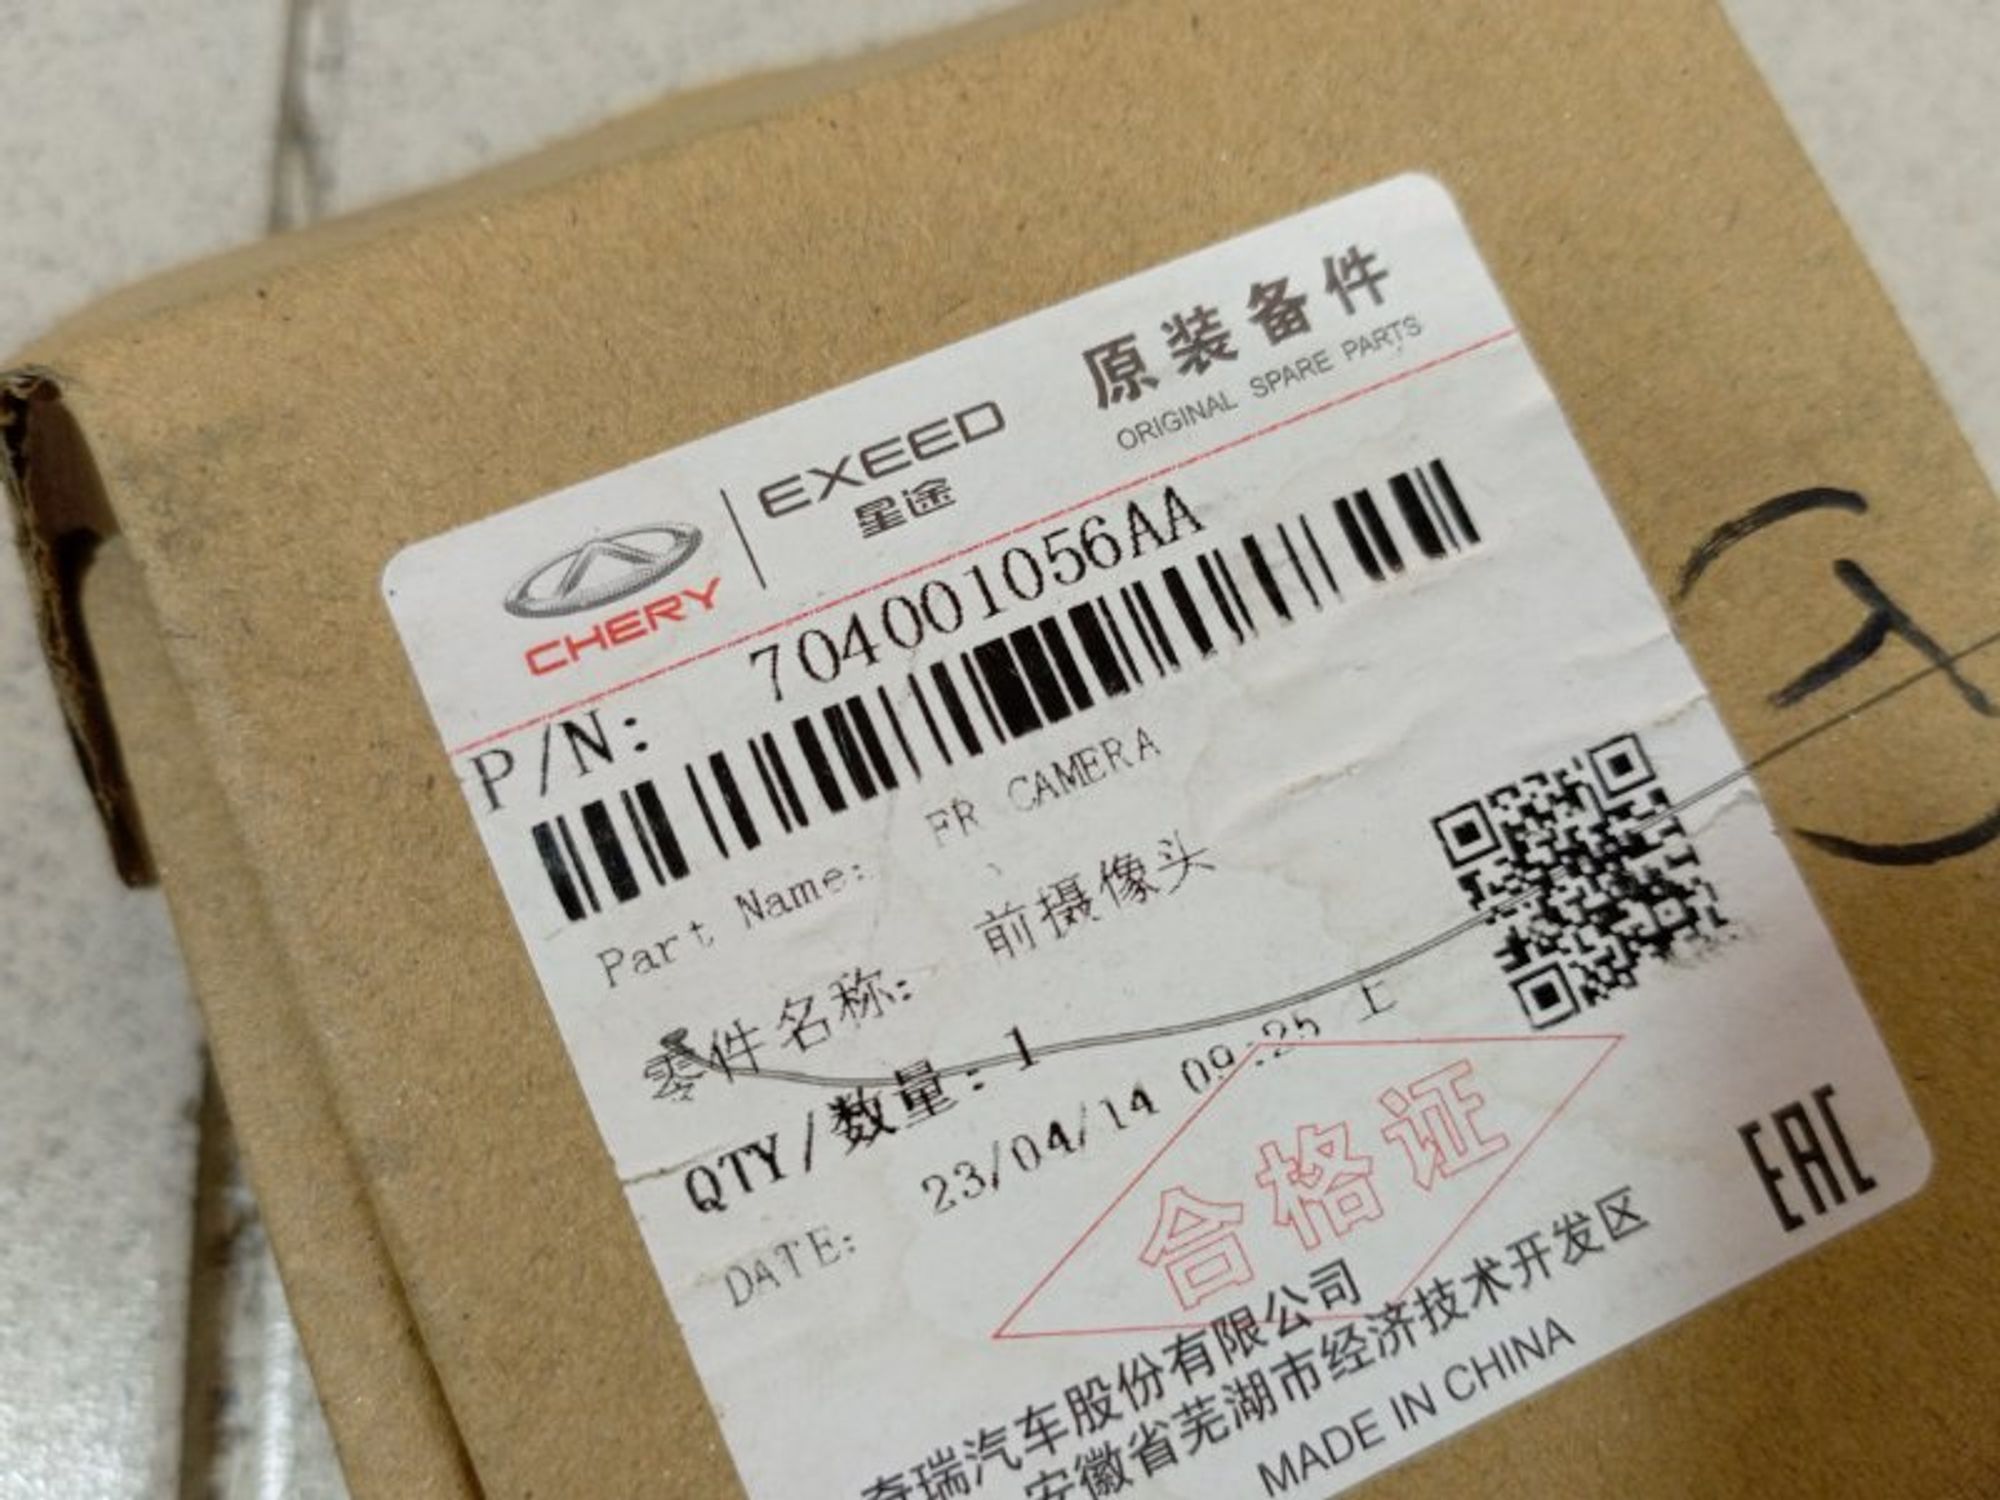 CHERY
EXEED
星途
原装备件
ORIGINAL SPARE PARTS
P/N: 704001056AA
Part Name: FR CAMERA
零件名称: 前摄像头
QTY/数量: 1
DATE: 23/04/14 09:25 上
合格证
奇瑞汽车股份有限公司
安徽省芜湖市经济技术开发区
MADE IN CHINA
EAC